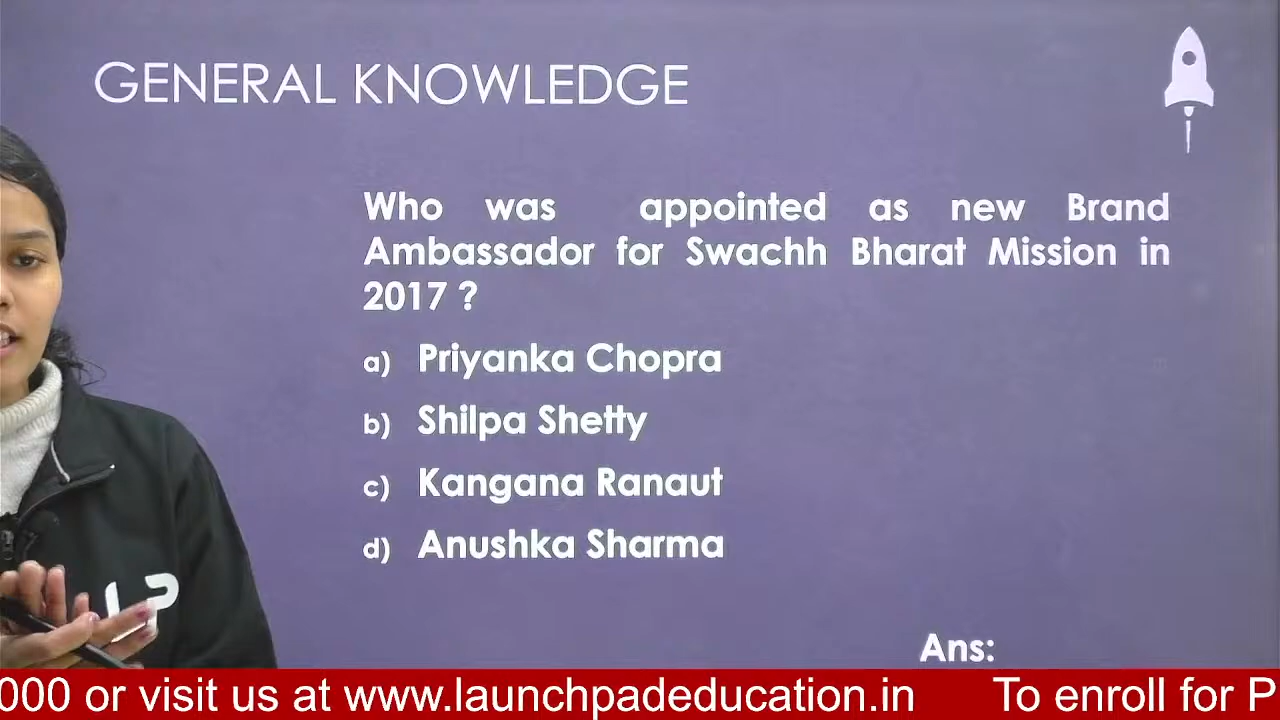 GENERAL KNOWLEDGE
Who was appointed as new Brand
Ambassador for Swachh Bharat Mission in
2017 ?
a) Priyanka Chopra
b) Shilpa Shetty
c) Kangana Ranaut
d) Anushka Sharma
LP
Ans:
000 or visit us at www.launchpadeducation.in To enroll for P